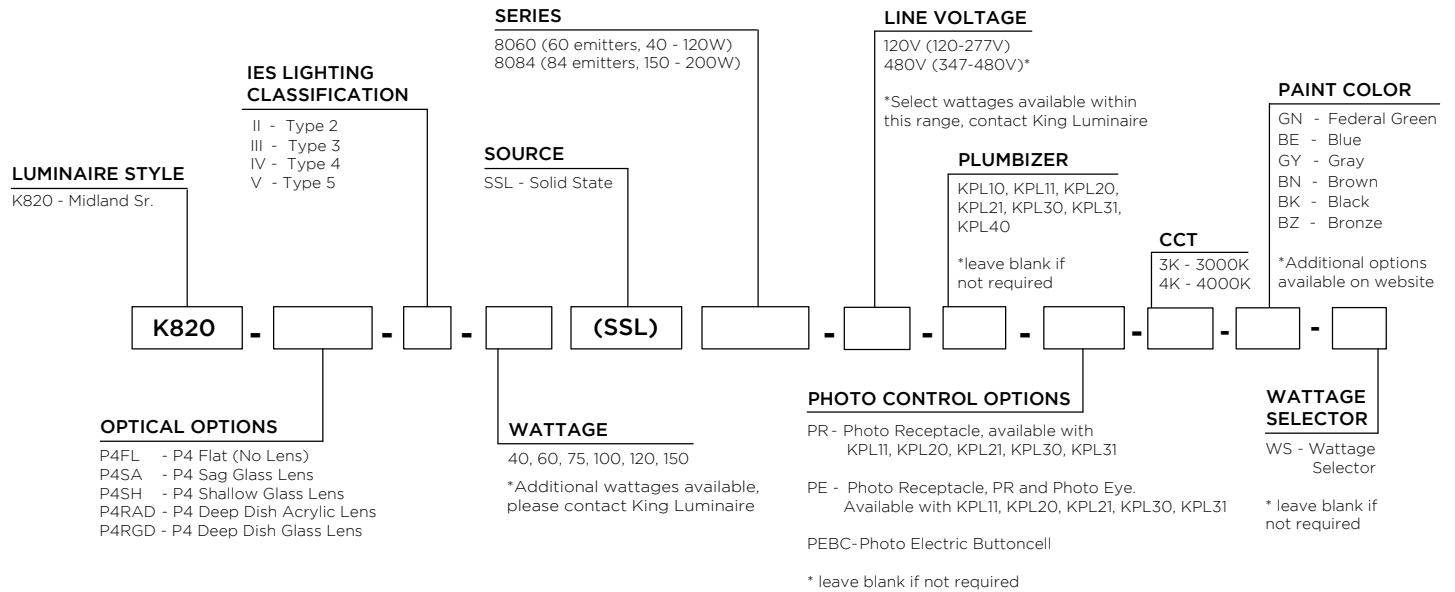 SERIES
8060 (60 emitters, 40 - 120W)
8084 (84 emitters, 150 - 200W)
LINE VOLTAGE
120V (120-277V)
480V (347-480V)*
*Select wattages available within
this range, contact King Luminaire
IES LIGHTING
CLASSIFICATION
II - Type 2
III - Type 3
IV - Type 4
V - Type 5
PAINT COLOR
GN - Federal Green
BE - Blue
GY - Gray
BN - Brown
BK - Black
BZ - Bronze
*Additional options
available on website
LUMINAIRE STYLE
K820 - Midland Sr.
SOURCE
SSL - Solid State
PLUMBIZER
KPL10, KPL11, KPL20,
KPL21, KPL30, KPL31,
KPL40
*leave blank if
not required
CCT
3K - 3000K
4K - 4000K
K820 - - - (SSL) - - - - - -
OPTICAL OPTIONS
P4FL - P4 Flat (No Lens)
P4SA - P4 Sag Glass Lens
P4SH - P4 Shallow Glass Lens
P4RAD - P4 Deep Dish Acrylic Lens
P4RGD - P4 Deep Dish Glass Lens
WATTAGE
40, 60, 75, 100, 120, 150
*Additional wattages available,
please contact King Luminaire
PHOTO CONTROL OPTIONS
PR - Photo Receptacle, available with
KPL11, KPL20, KPL21, KPL30, KPL31
PE - Photo Receptacle, PR and Photo Eye.
Available with KPL11, KPL20, KPL21, KPL30, KPL31
PEBC-Photo Electric Buttoncell
* leave blank if not required
WATTAGE
SELECTOR
WS - Wattage
Selector
* leave blank if
not required